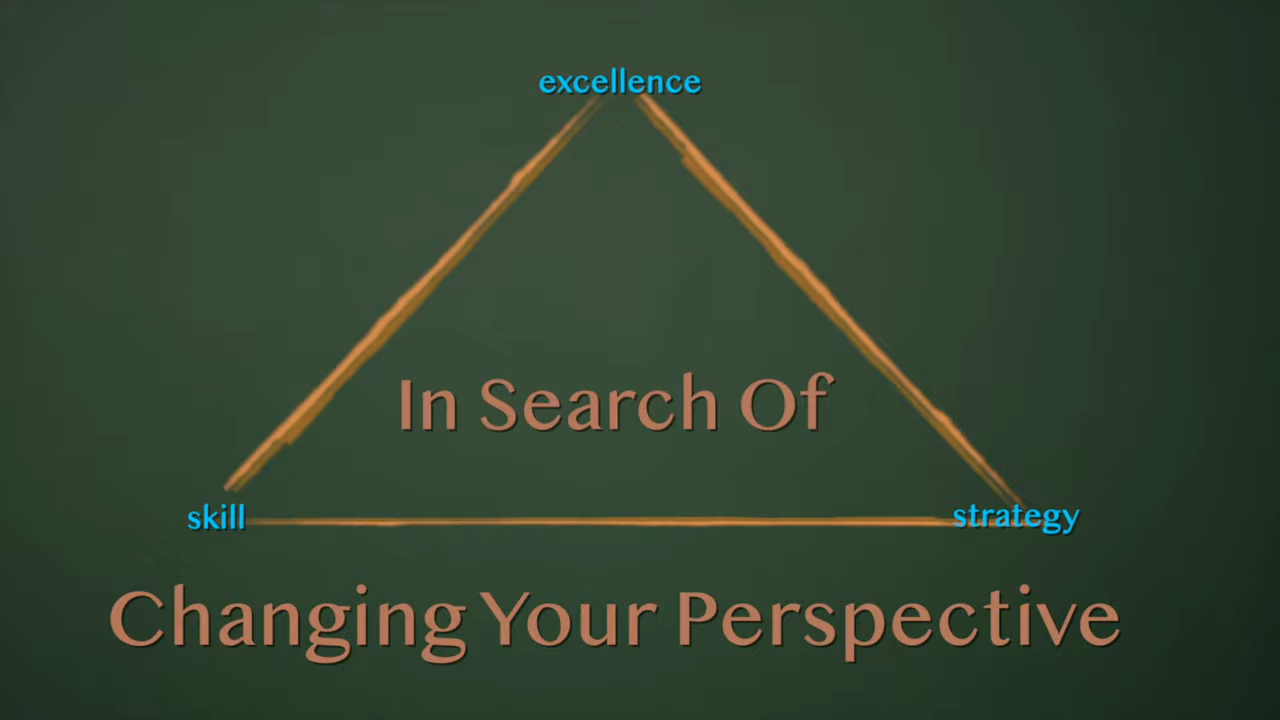 excellence
In Search Of
skill
strategy
Changing Your Perspective